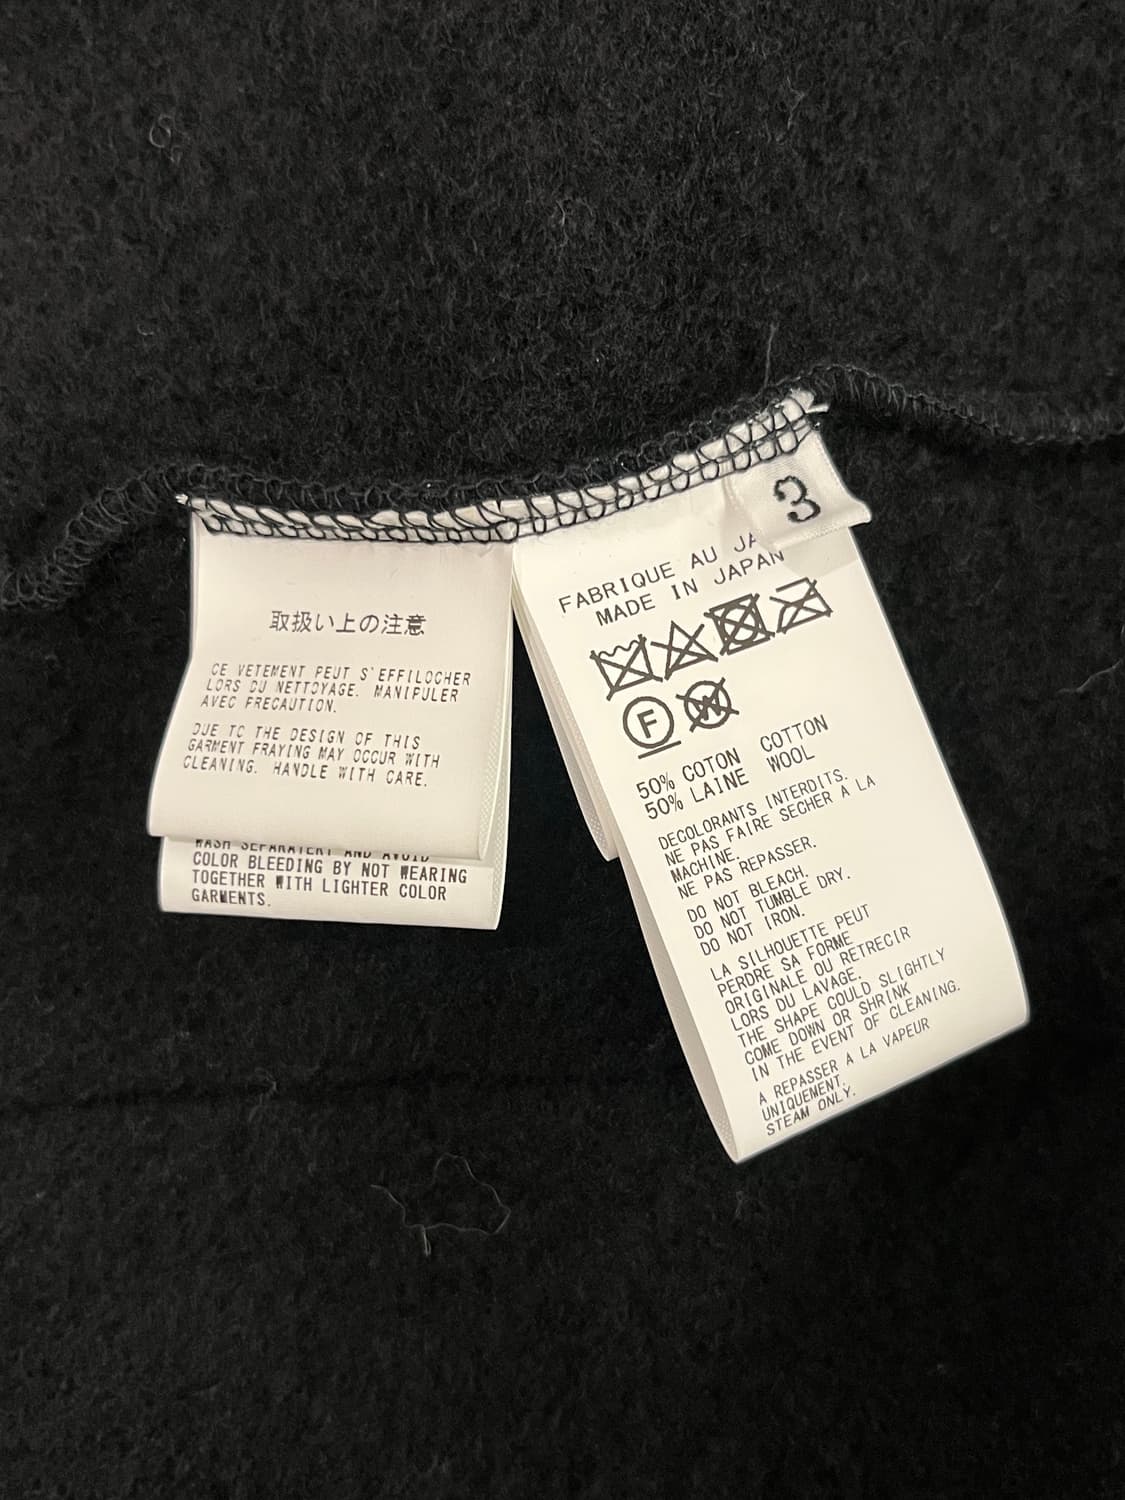 取扱い上の注意
CE VETEMENT PEUT S'EFFILOCHER
LORS DU NETTOYAGE. MANIPULER
AVEC PRECAUTION.
DUE TO THE DESIGN OF THIS
GARMENT FRAYING MAY OCCUR WITH
CLEANING. HANDLE WITH CARE.
WASH SEPARATELY AND AVOID
COLOR BLEEDING BY NOT WEARING
TOGETHER WITH LIGHTER COLOR
GARMENTS.
3
FABRIQUE AU JA
MADE IN JAPAN
F
W
50% COTON COTTON
50% LAINE WOOL
DECOLORANTS INTERDITS.
NE PAS FAIRE SECHER A LA
MACHINE.
NE PAS REPASSER.
DO NOT BLEACH.
DO NOT TUMBLE DRY.
DO NOT IRON.
LA SILHOUETTE PEUT
PERDRE SA FORME
ORIGINALE OU RETRECIR
LORS DU LAVAGE.
THE SHAPE COULD SLIGHTLY
COME DOWN OR SHRINK
IN THE EVENT OF CLEANING.
A REPASSER A LA VAPEUR
UNIQUEMENT.
STEAM ONLY.